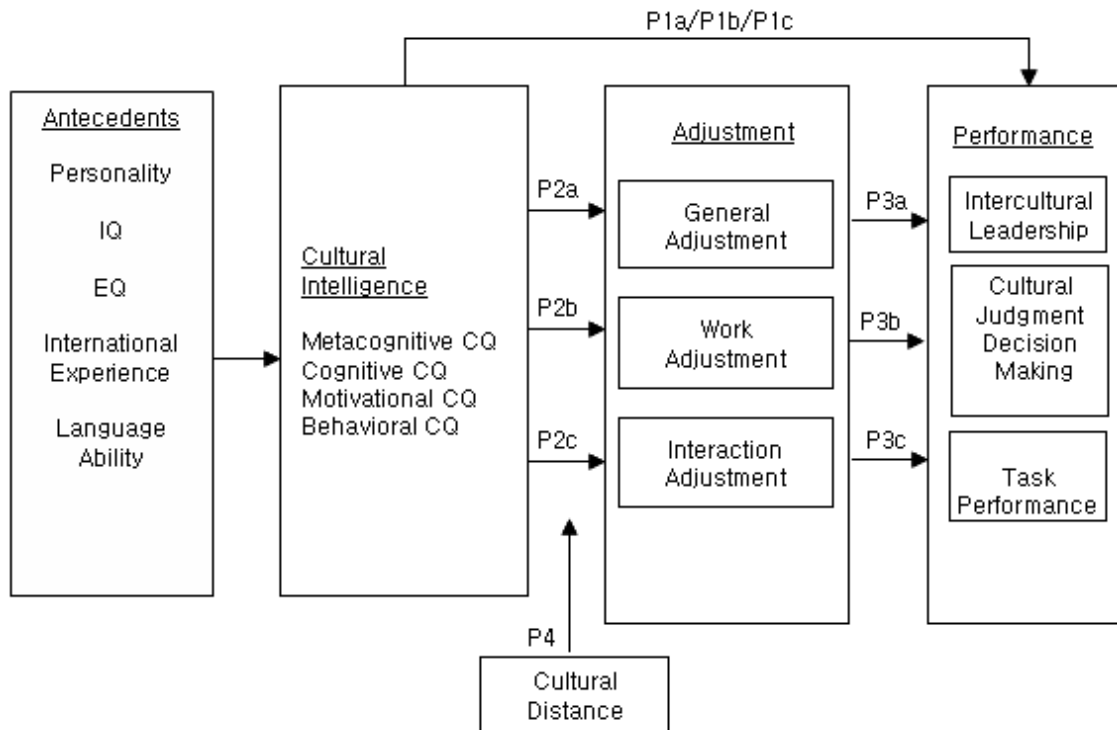 P1a/P1b/P1c
Antecedents
Personality
IQ
EQ
International
Experience
Language
Ability
Cultural
Intelligence
Metacognitive CQ
Cognitive CQ
Motivational CQ
Behavioral CQ
P2a
P2b
P2c
Adjustment
General
Adjustment
Work
Adjustment
Interaction
Adjustment
P3a
P3b
P3c
Performance
Intercultural
Leadership
Cultural
Judgment
Decision
Making
Task
Performance
P4
Cultural
Distance